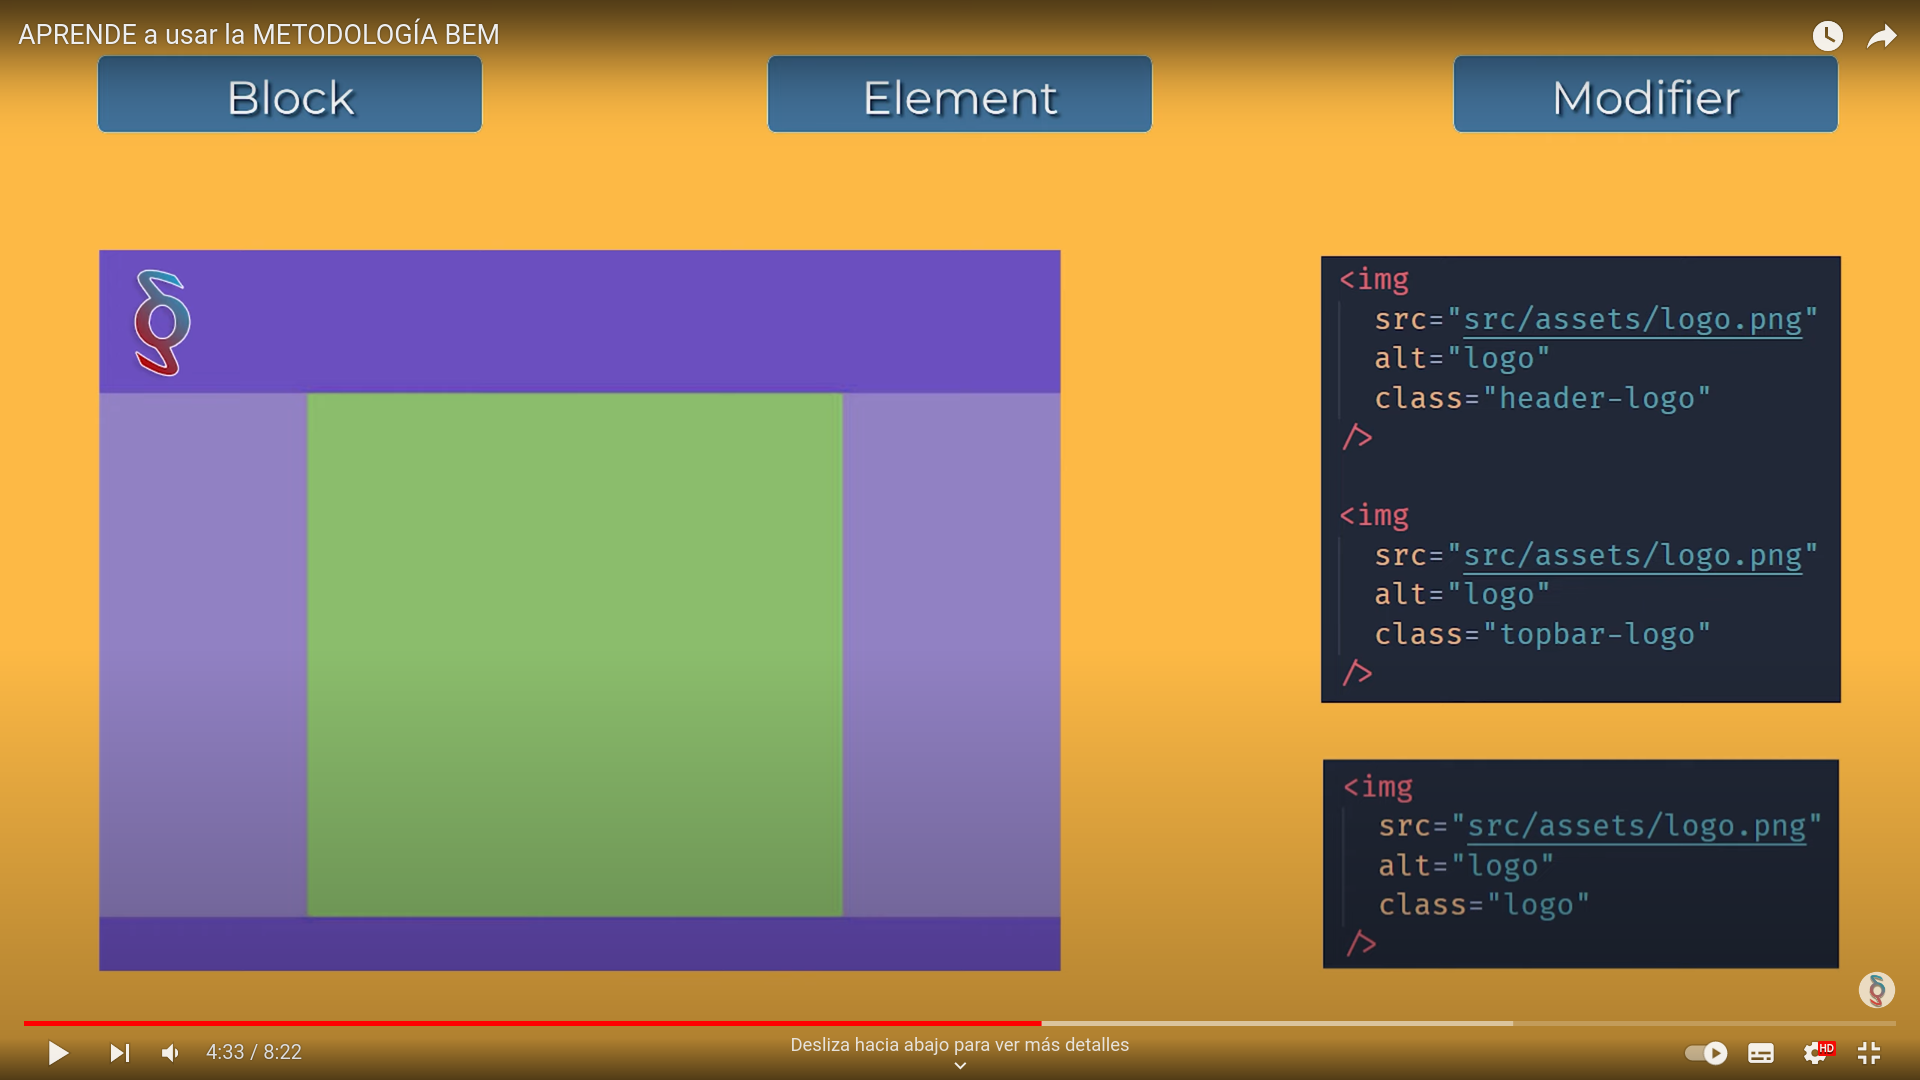 APRENDE a usar la METODOLOGÍA BEM
Block
Element
Modifier
<img
src="src/assets/logo.png"
alt="logo"
class="header-logo"
/>
<img
src="src/assets/logo.png"
alt="logo"
class="topbar-logo"
/>
<img
src="src/assets/logo.png"
alt="logo"
class="logo"
/>
4:33 / 8:22
Desliza hacia abajo para ver más detalles
HD